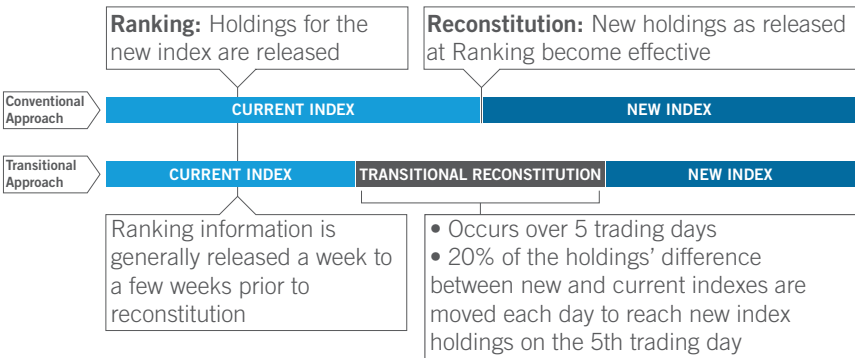 Ranking: Holdings for the
new index are released
Reconstitution: New holdings as released
at Ranking become effective
Conventional
Approach
CURRENT INDEX
NEW INDEX
Transitional
Approach
CURRENT INDEX
TRANSITIONAL RECONSTITUTION
NEW INDEX
Ranking information is
generally released a week to
a few weeks prior to
reconstitution
• Occurs over 5 trading days
• 20% of the holdings’ difference
between new and current indexes are
moved each day to reach new index
holdings on the 5th trading day